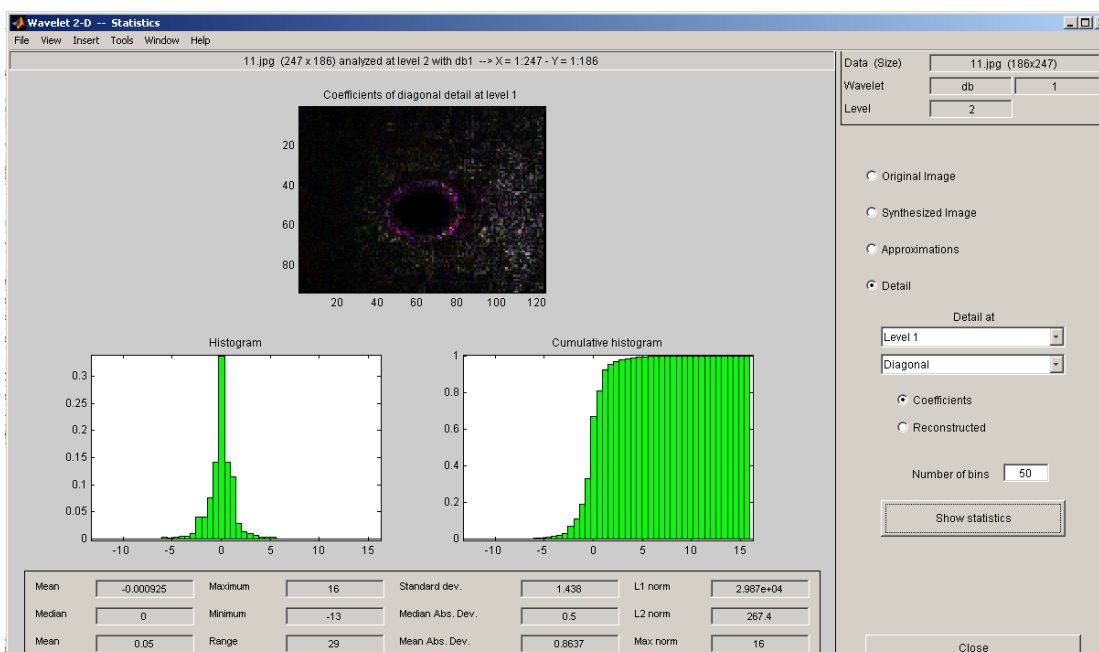 Wavelet 2-D -- Statistics
File View Insert Tools Window Help
11.jpg (247 x 186) analyzed at level 2 with db1 --> X = 1:247 - Y = 1:186
Coefficients of diagonal detail at level 1
20
40
60
80
20 40 60 80 100 120
Histogram
0.3
0.25
0.2
0.15
0.1
0.05
0
-10 -5 0 5 10 15
Cumulative histogram
1
0.8
0.6
0.4
0.2
0
-10 -5 0 5 10 15
Mean -0.000925 Maximum 16 Standard dev. 1.438 L1 norm 2.987e+04
Median 0 Minimum -13 Median Abs. Dev. 0.5 L2 norm 267.4
Mean 0.05 Range 29 Mean Abs. Dev. 0.8637 Max norm 16
Data (Size) 11.jpg (186x247)
Wavelet db 1
Level 2
Original Image
Synthesized Image
Approximations
Detail
Detail at
Level 1
Diagonal
Coefficients
Reconstructed
Number of bins 50
Show statistics
Close